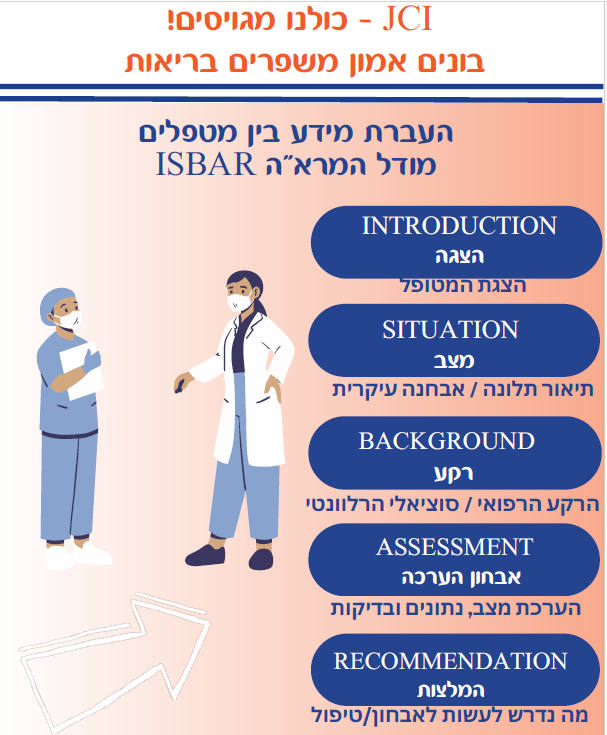 JCI - כולנו מגויסים!
בונים אמון משפרים בריאות
העברת מידע בין מטפלים
מודל המרא״ה ISBAR
INTRODUCTION
הצגה
הצגת המטופל
SITUATION
מצב
תיאור תלונה / אבחנה עיקרית
BACKGROUND
רקע
הרקע הרפואי / סוציאלי הרלוונטי
ASSESSMENT
אבחון הערכה
הערכת מצב, נתונים ובדיקות
RECOMMENDATION
המלצות
מה נדרש לעשות לאבחון/טיפול